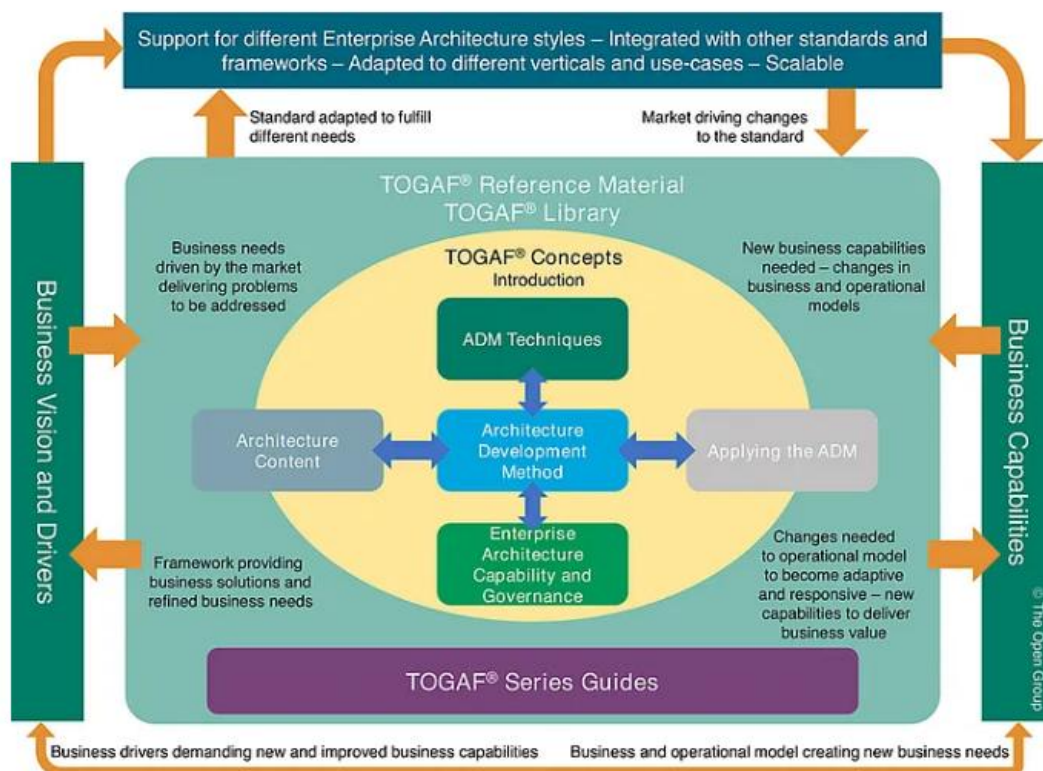 Support for different Enterprise Architecture styles – Integrated with other standards and
frameworks – Adapted to different verticals and use-cases – Scalable
Standard adapted to fulfill
different needs
Market driving changes
to the standard
TOGAF® Reference Material
TOGAF® Library
Business Vision and Drivers
Business needs
driven by the market
delivering problems
to be addressed
TOGAF® Concepts
Introduction
New business capabilities
needed – changes in
business and operational
models
Business Capabilities
ADM Techniques
Architecture
Content
Architecture
Development
Method
Applying the ADM
Framework providing
business solutions and
refined business needs
Enterprise
Architecture
Capability and
Governance
Changes needed
to operational model
to become adaptive
and responsive – new
capabilities to deliver
business value
TOGAF® Series Guides
© The Open Group
Business drivers demanding new and improved business capabilities
Business and operational model creating new business needs